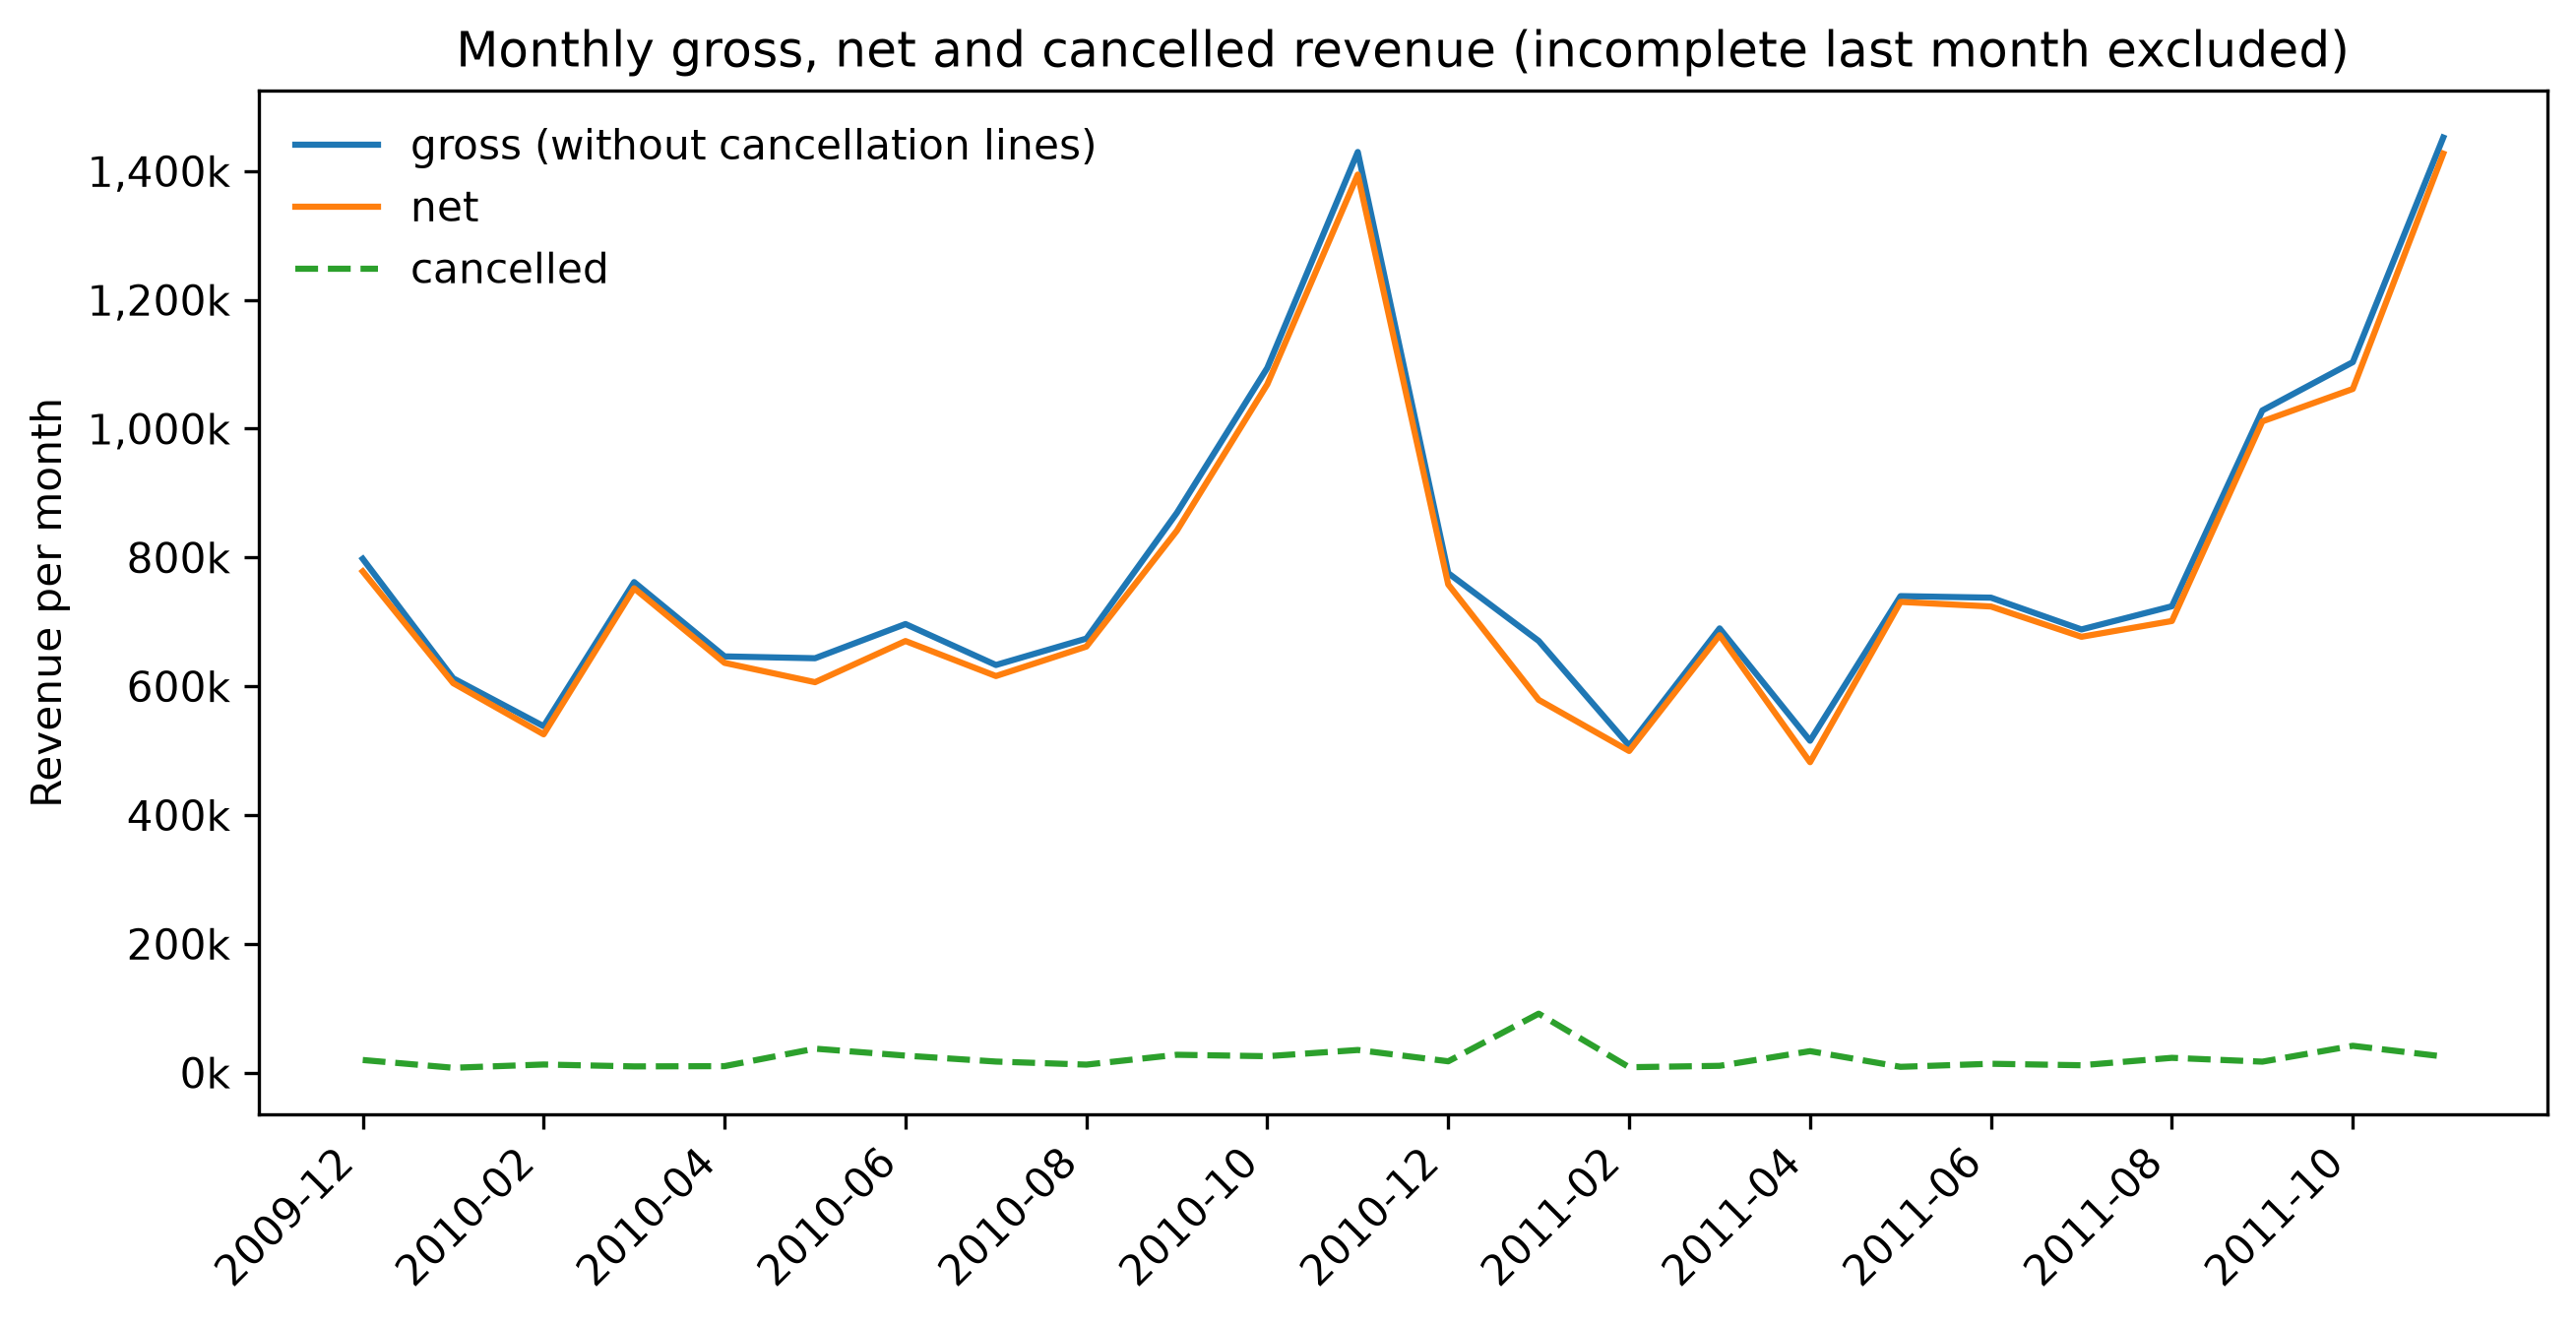 Monthly gross, net and cancelled revenue (incomplete last month excluded)
gross (without cancellation lines)
net
cancelled
Revenue per month
1,400k
1,200k
1,000k
800k
600k
400k
200k
0k
2009-12
2010-02
2010-04
2010-06
2010-08
2010-10
2010-12
2011-02
2011-04
2011-06
2011-08
2011-10